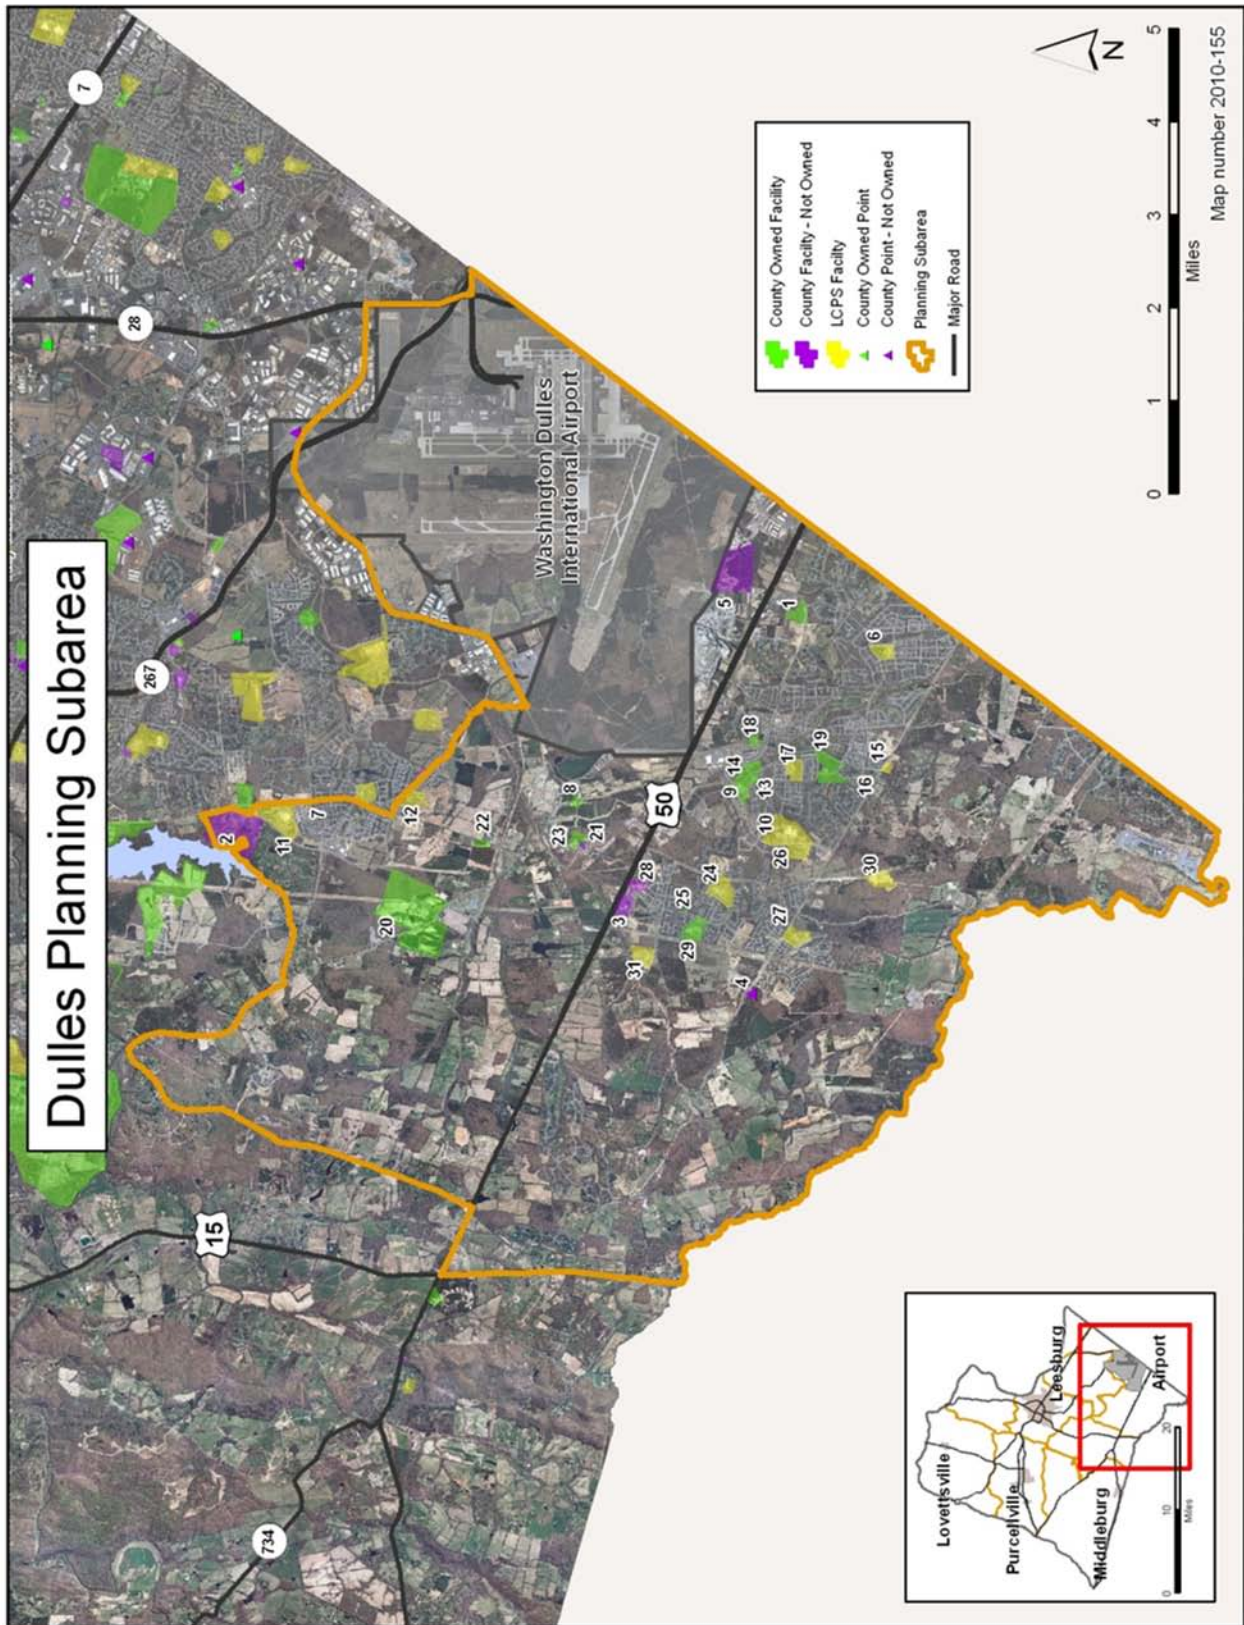 Dulles Planning Subarea
7
28
267
15
734
50
Washington Dulles
International Airport
2
11
7
12
20
22
8
23
21
28
3
31
25
24
29
4
27
26
10
30
9
14
18
13
17
19
16
15
5
1
6
County Owned Facility
County Facilty - Not Owned
LCPS Facilty
County Owned Point
County Point - Not Owned
Planning Subarea
Major Road
N
0 1 2 3 4 5
Miles
Map number 2010-155
Lovettsville
Purcellville
Leesburg
Middleburg
Airport
0 10 20
Miles